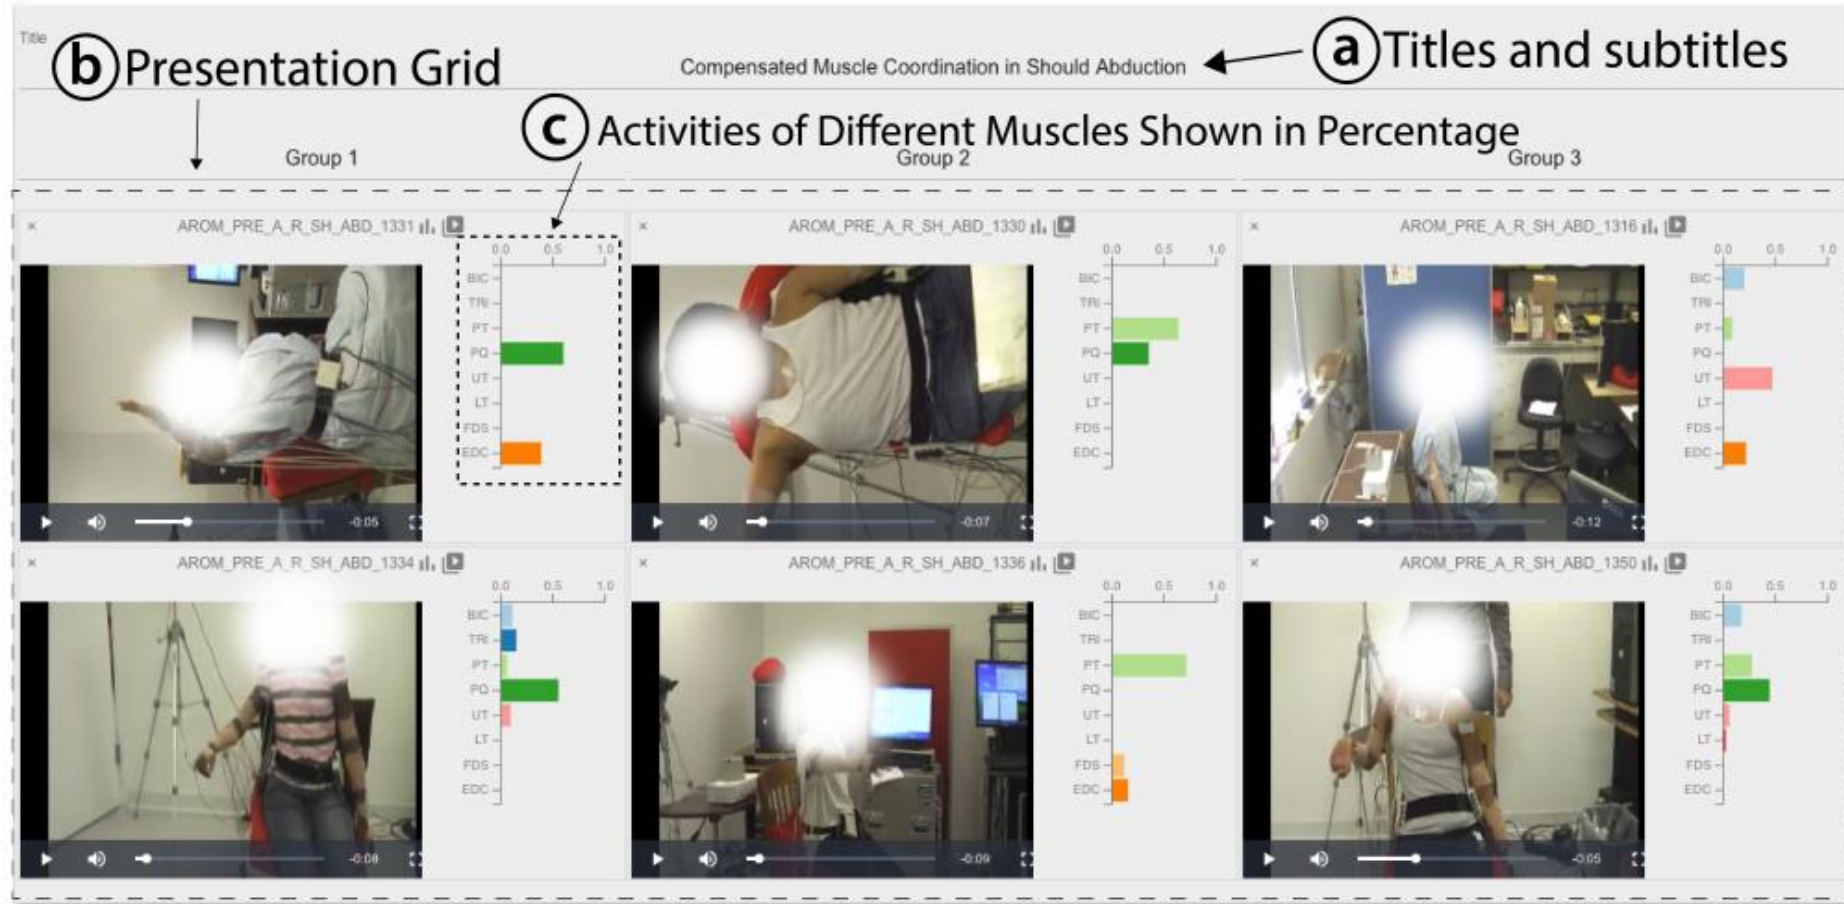 Title
b Presentation Grid
a Titles and subtitles
Compensated Muscle Coordination in Should Abduction
c Activities of Different Muscles Shown in Percentage
Group 1
Group 2
Group 3
× AROM_PRE_A_R_SH_ABD_1331
0.0 0.5 1.0
BIC
TRI
PT
PQ
UT
LT
FDS
EDC
-0:05
× AROM_PRE_A_R_SH_ABD_1330
0.0 0.5 1.0
BIC
TRI
PT
PQ
UT
LT
FDS
EDC
-0:07
× AROM_PRE_A_R_SH_ABD_1316
0.0 0.5 1.0
BIC
TRI
PT
PQ
UT
LT
FDS
EDC
-0:12
× AROM_PRE_A_R_SH_ABD_1334
0.0 0.5 1.0
BIC
TRI
PT
PQ
UT
LT
FDS
EDC
-0:08
× AROM_PRE_A_R_SH_ABD_1336
0.0 0.5 1.0
BIC
TRI
PT
PQ
UT
LT
FDS
EDC
-0:09
× AROM_PRE_A_R_SH_ABD_1350
0.0 0.5 1.0
BIC
TRI
PT
PQ
UT
LT
FDS
EDC
-0:05